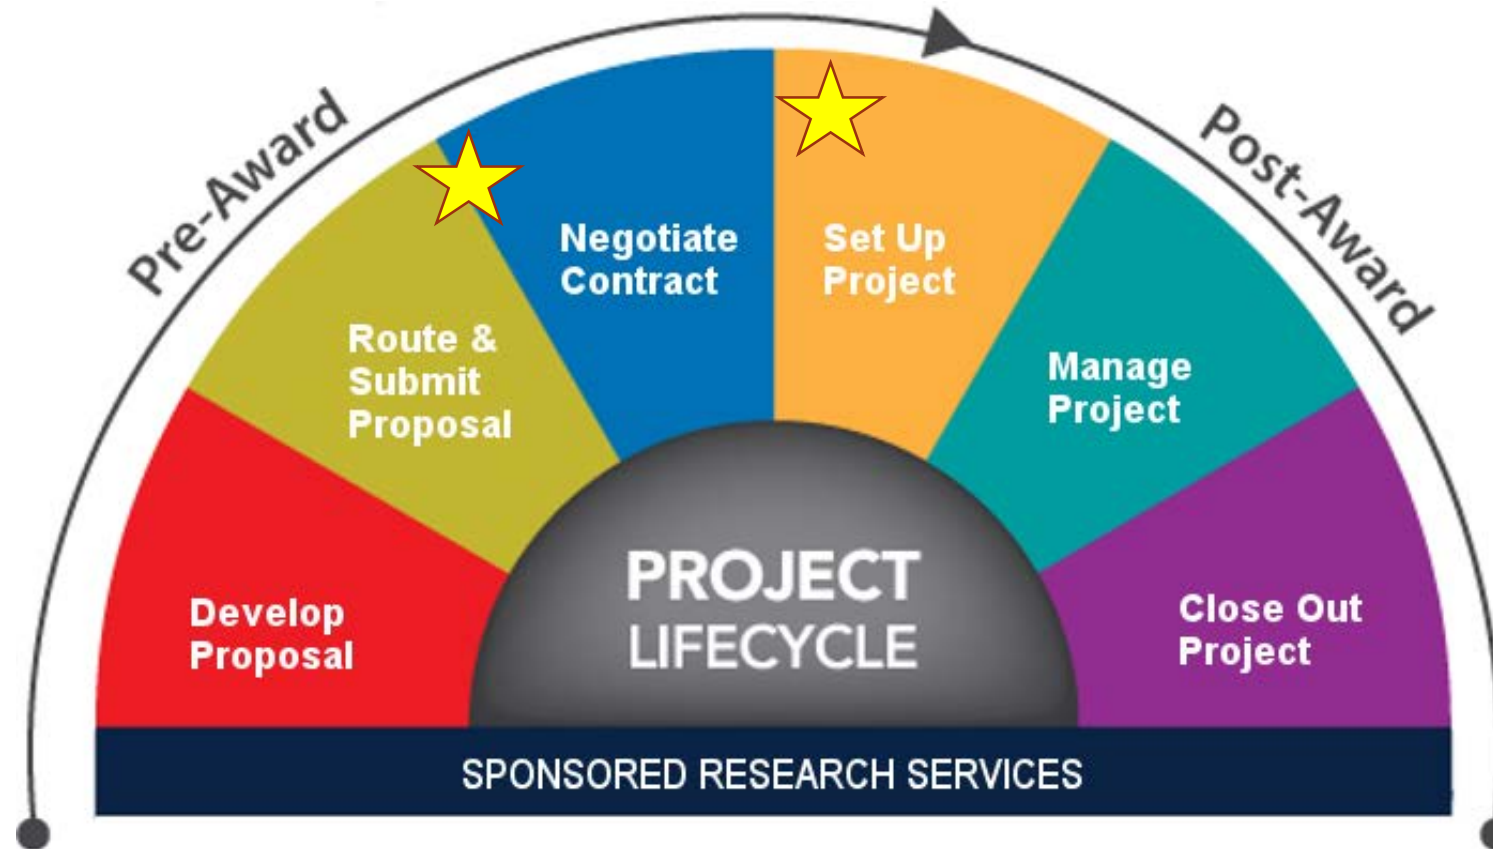 Pre-Award
Post-Award
Develop
Proposal
Route &
Submit
Proposal
Negotiate
Contract
Set Up
Project
Manage
Project
Close Out
Project
PROJECT
LIFECYCLE
SPONSORED RESEARCH SERVICES